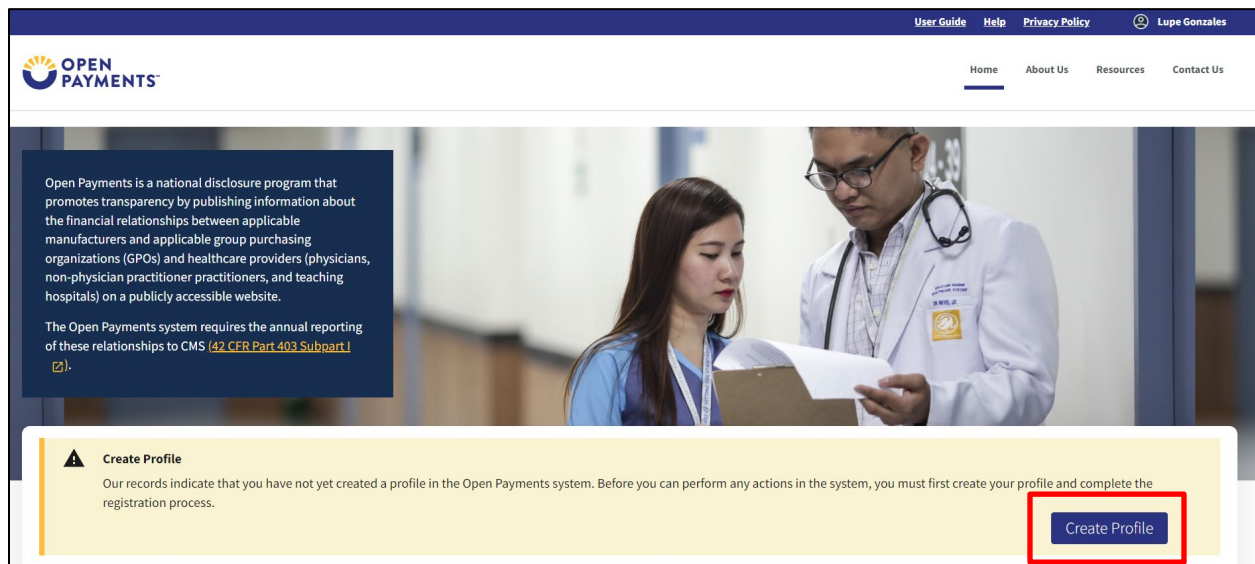 User Guide Help Privacy Policy Lupe Gonzales
OPEN
PAYMENTS
Home About Us Resources Contact Us
Open Payments is a national disclosure program that
promotes transparency by publishing information about
the financial relationships between applicable
manufacturers and applicable group purchasing
organizations (GPOs) and healthcare providers (physicians,
non-physician practitioner practitioners, and teaching
hospitals) on a publicly accessible website.
The Open Payments system requires the annual reporting
of these relationships to CMS (42 CFR Part 403 Subpart I
).
39
Create Profile
Our records indicate that you have not yet created a profile in the Open Payments system. Before you can perform any actions in the system, you must first create your profile and complete the
registration process.
Create Profile